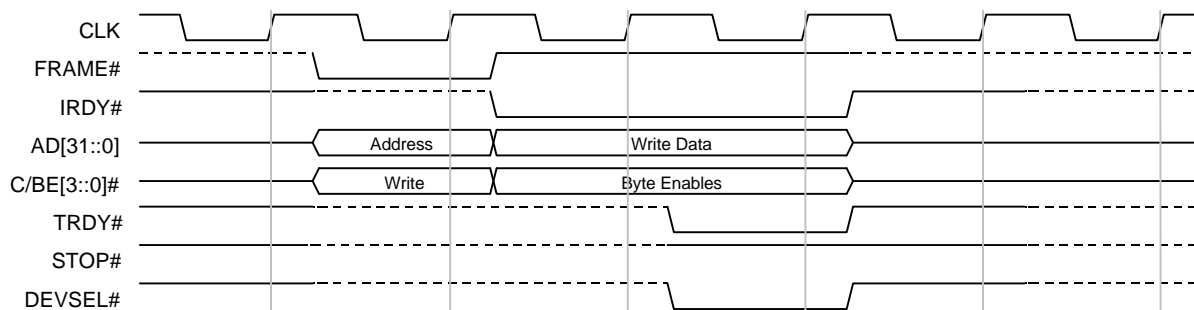 CLK
FRAME#
IRDY#
AD[31::0] Address Write Data
C/BE[3::0]# Write Byte Enables
TRDY#
STOP#
DEVSEL#